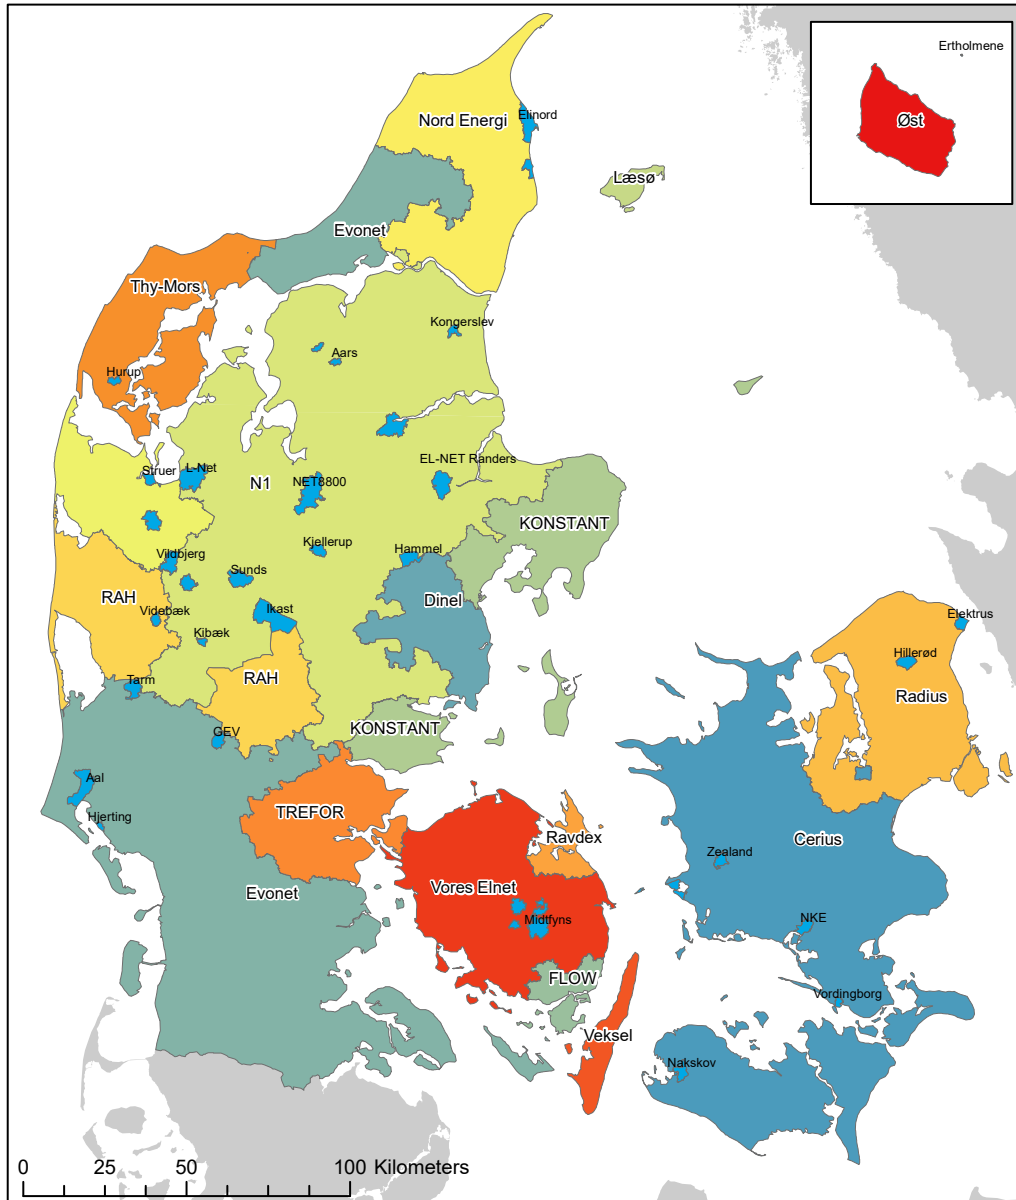 Ertholmene
Øst
Nord Energi
Elinord
Læsø
Evonet
Thy-Mors
Kongerslev
Aars
Hurup
EL-NET Randers
Struer
L-Net
N1
NET8800
KONSTANT
Kjellerup
Hammel
Vildbjerg
Sunds
RAH
Dinel
Videbæk
Ikast
Kibæk
Elektrus
Hillerød
Tarm
RAH
Radius
KONSTANT
GEV
Aal
TREFOR
Hjerting
Ravdex
Cerius
Zealand
Evonet
Vores Elnet
Midtfyns
NKE
FLOW
Vordingborg
Veksel
Nakskov
0 25 50 100 Kilometers